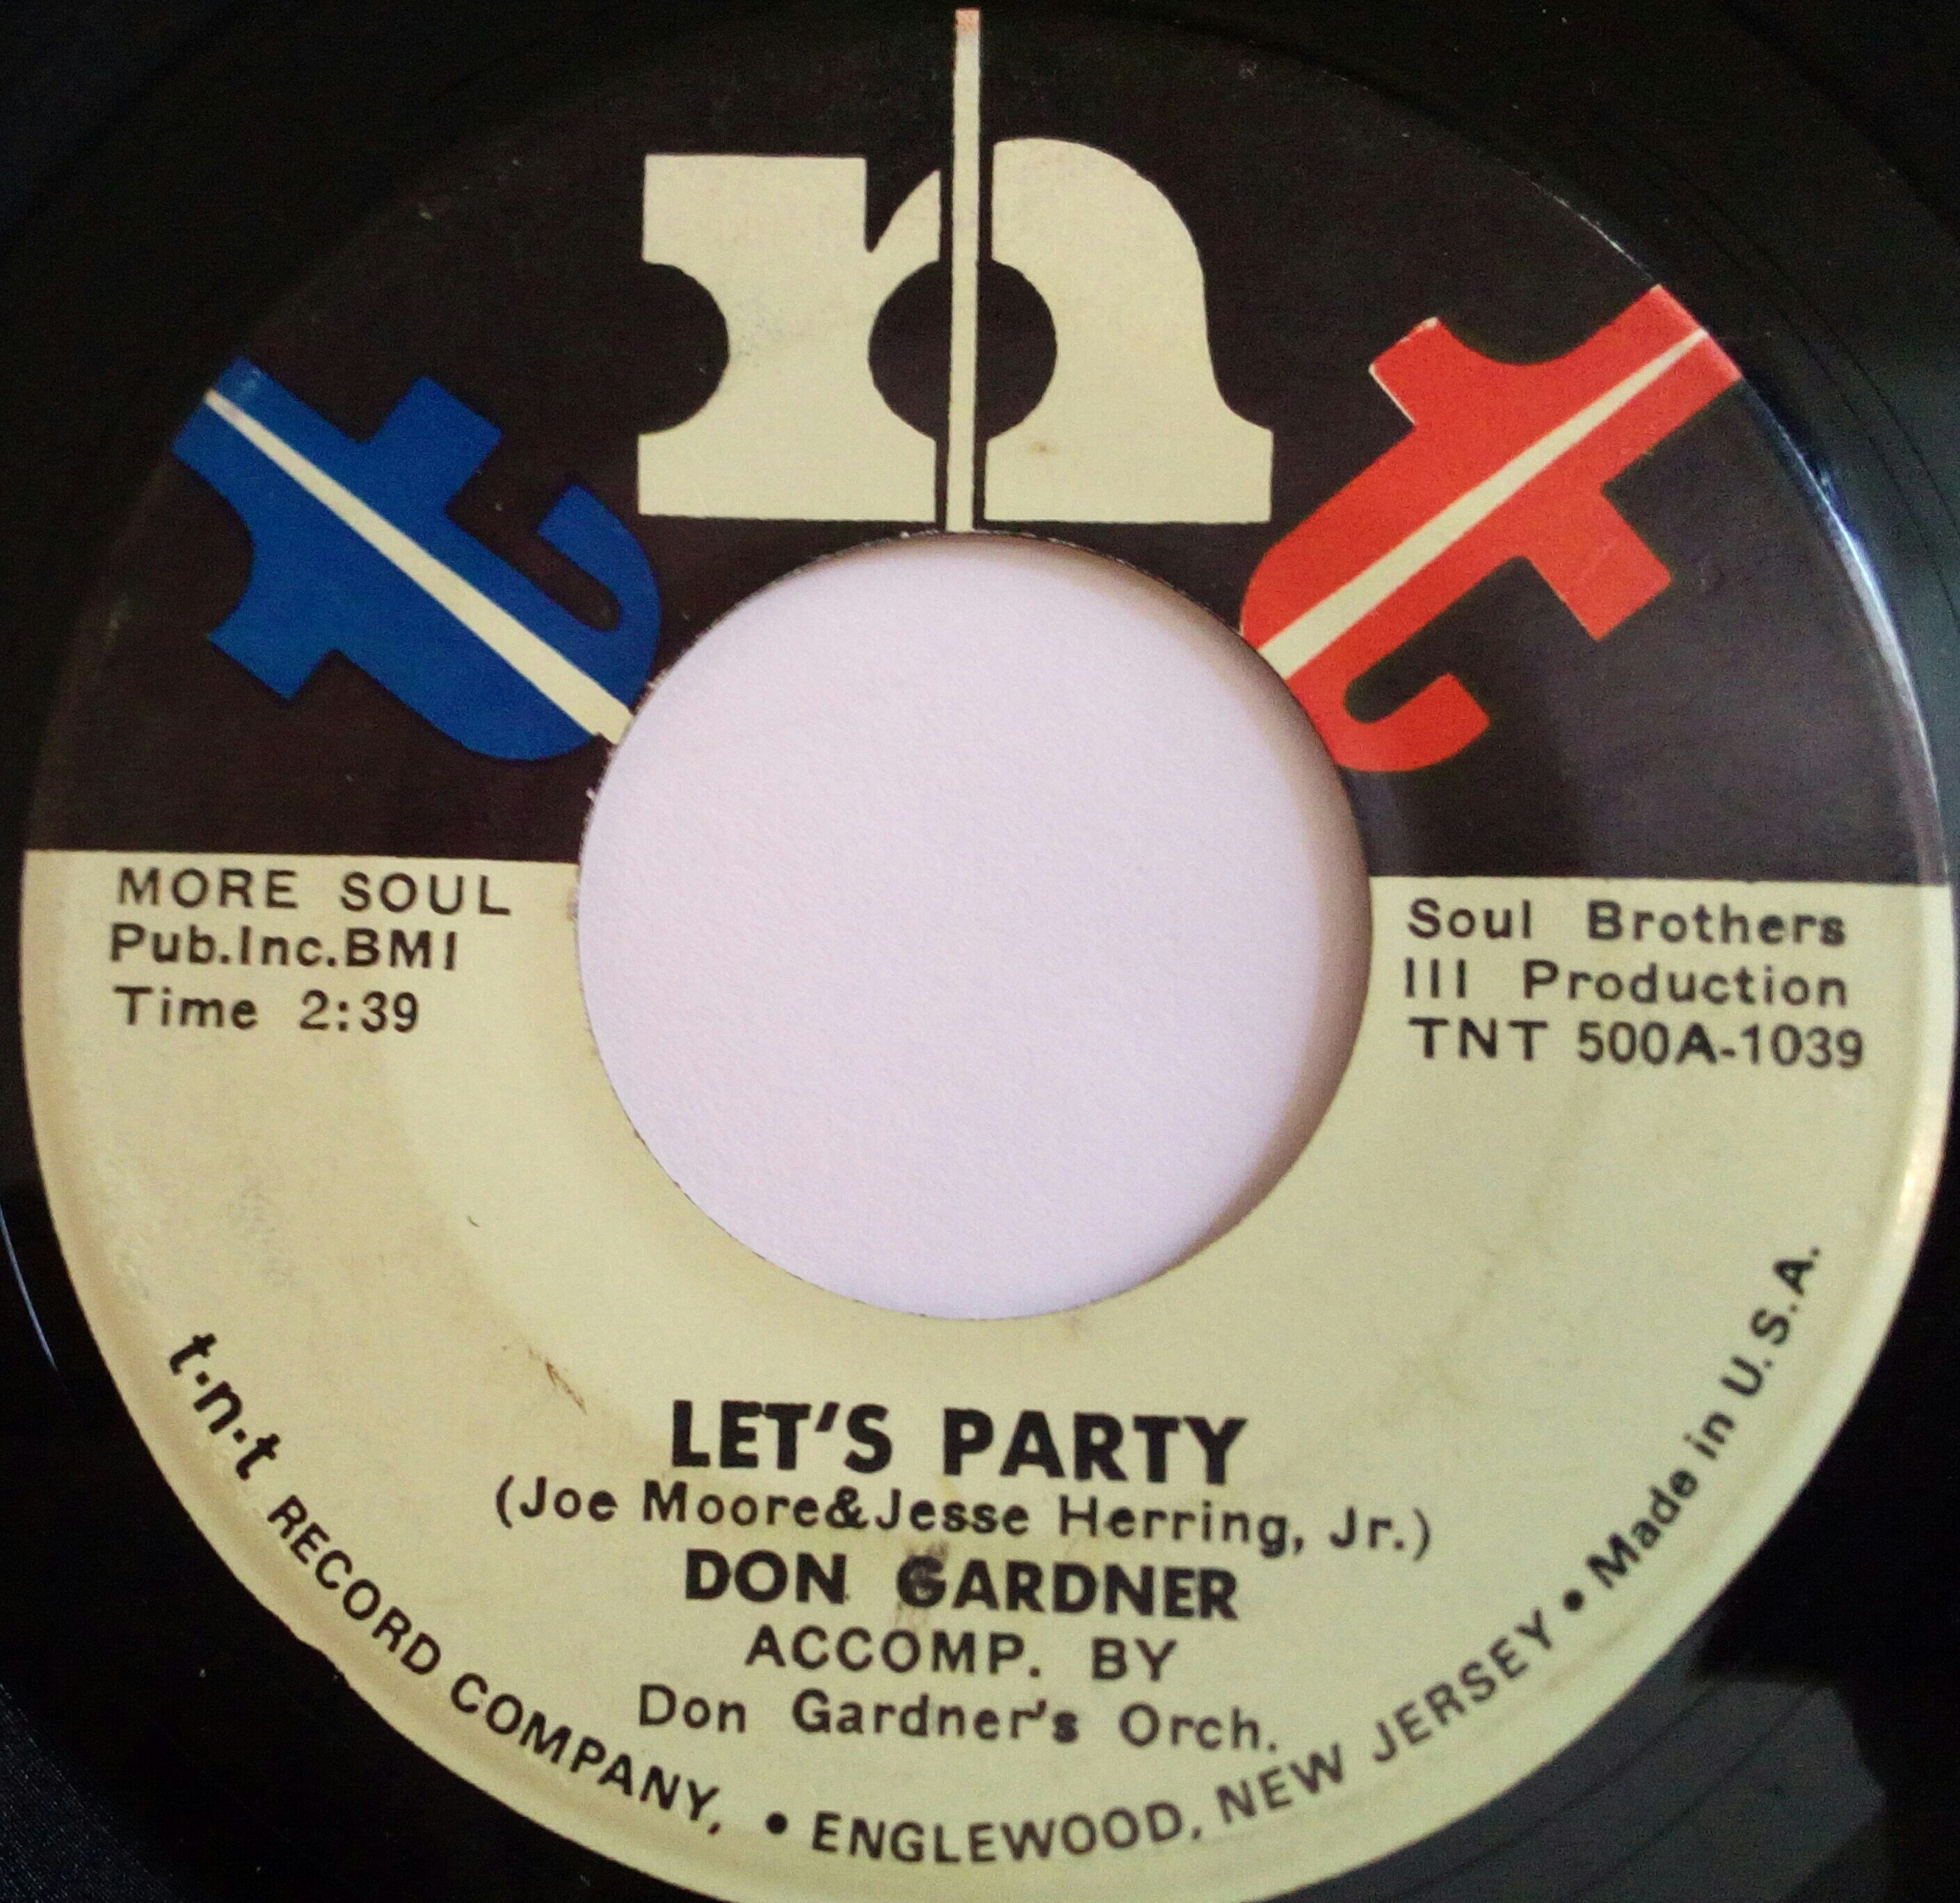 t n t
MORE SOUL
Pub.Inc.BMI
Time 2:39
Soul Brothers
III Production
TNT 500A-1039
LET'S PARTY
(Joe Moore&Jesse Herring, Jr.)
DON GARDNER
ACCOMP. BY
Don Gardner's Orch.
t·n·t RECORD COMPANY, • ENGLEWOOD, NEW JERSEY • Made in U.S.A.